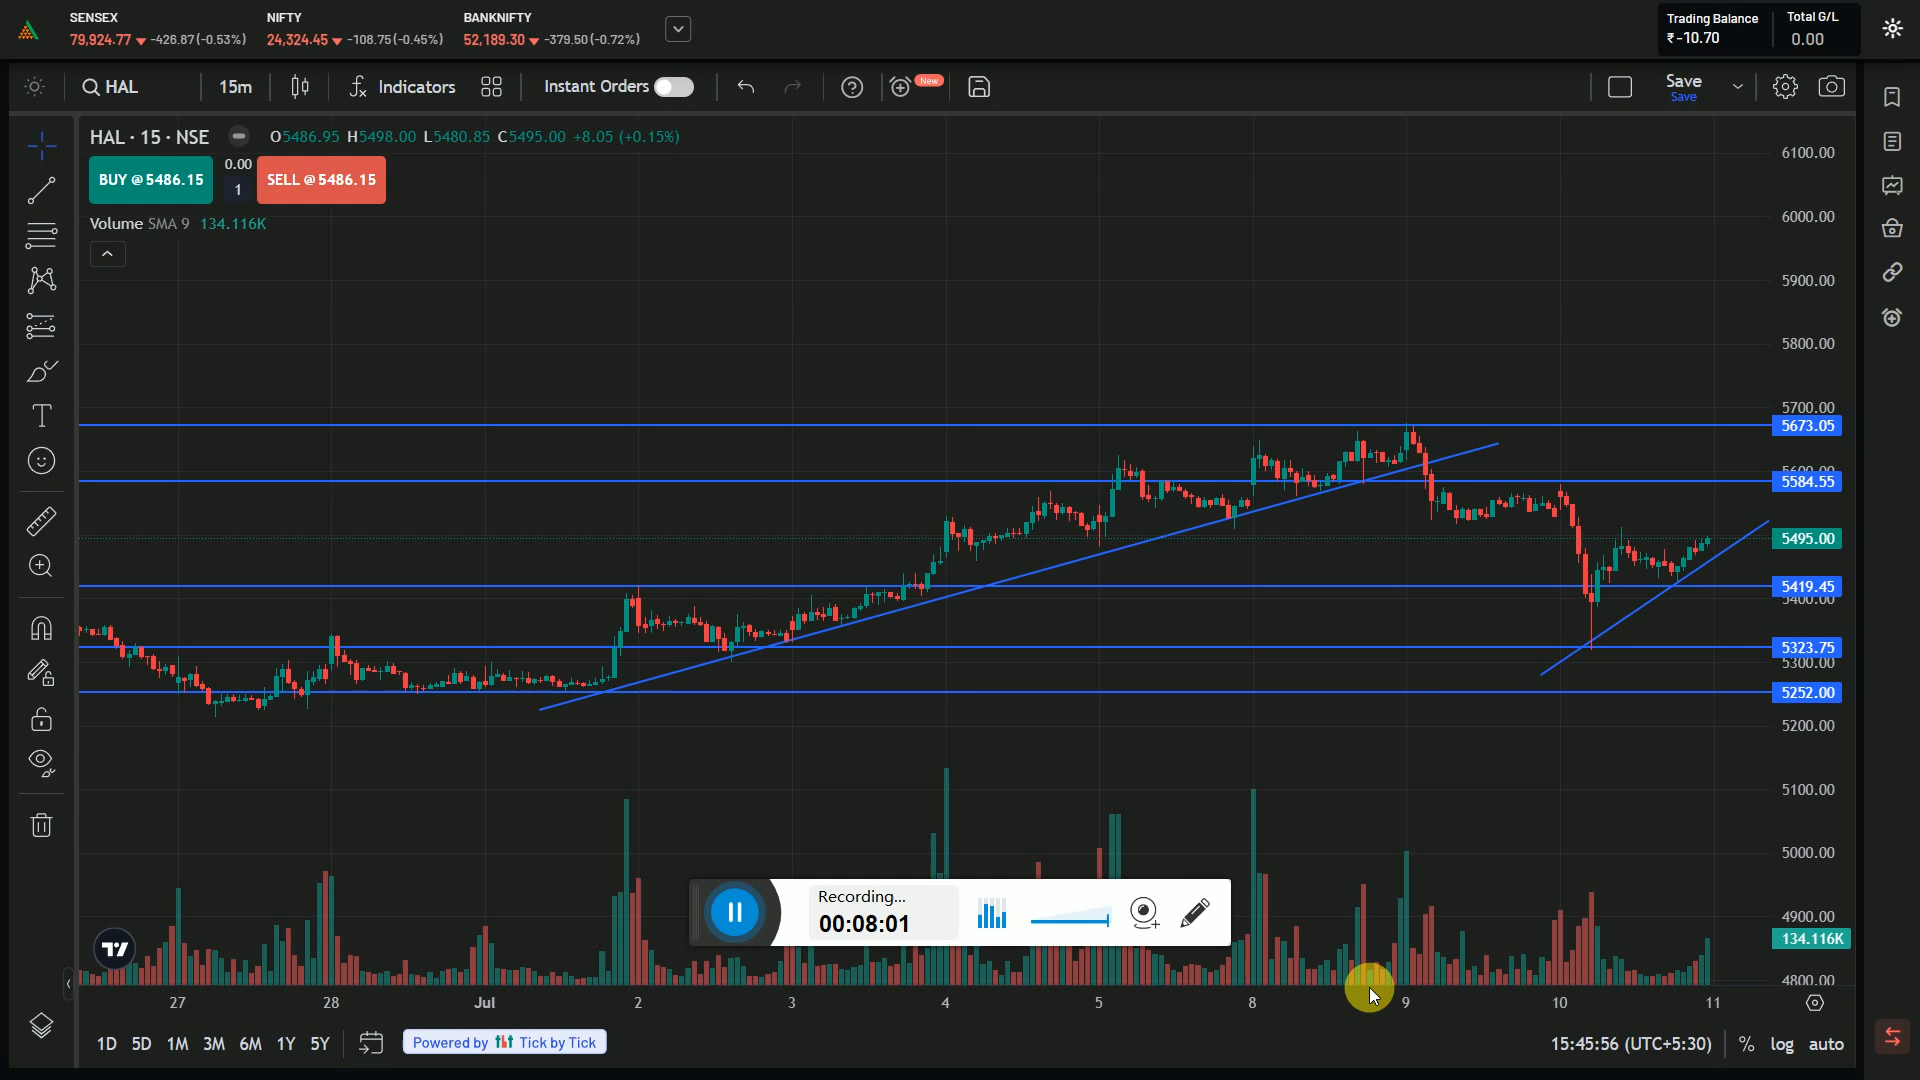 SENSEX
79,924.77 -426.87(-0.53%)
NIFTY
24,324.45 -108.75(-0.45%)
BANKNIFTY
52,189.30 -379.50(-0.72%)
Trading Balance
₹-10.70
Total G/L
0.00
HAL
15m
Indicators
Instant Orders
New
Save
Save
HAL · 15 · NSE
O5486.95 H5498.00 L5480.85 C5495.00 +8.05 (+0.15%)
BUY @ 5486.15
0.00
1
SELL @ 5486.15
Volume SMA 9 134.116K
6100.00
6000.00
5900.00
5800.00
5700.00
5673.05
5600.00
5584.55
5495.00
5419.45
5400.00
5323.75
5300.00
5252.00
5200.00
5100.00
5000.00
4900.00
134.116K
4800.00
Recording...
00:08:01
27 28 Jul 2 3 4 5 8 9 10 11
1D 5D 1M 3M 6M 1Y 5Y
Powered by Tick by Tick
15:45:56 (UTC+5:30)
% log auto